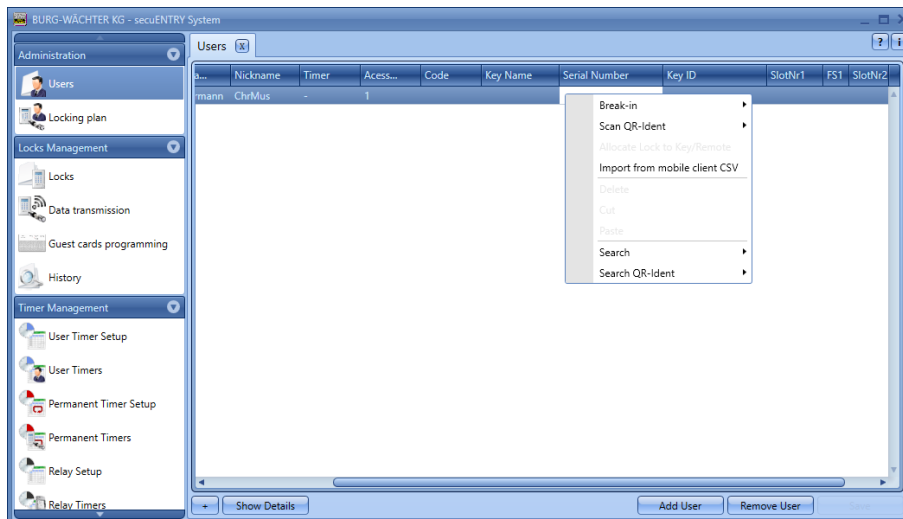 BURG-WÄCHTER KG - secuENTRY System
Administration
Users
Locking plan
Locks Management
Locks
Data transmission
Guest cards programming
History
Timer Management
User Timer Setup
User Timers
Permanent Timer Setup
Permanent Timers
Relay Setup
Relay Timers
Users x
? i
a... Nickname Timer Acess... Code Key Name Serial Number Key ID SlotNr1 FS1 SlotNr2
rmann ChrMus - 1
Break-in
Scan QR-Ident
Allocate Lock to Key/Remote
Import from mobile client CSV
Delete
Cut
Paste
Search
Search QR-Ident
+ Show Details Add User Remove User Save